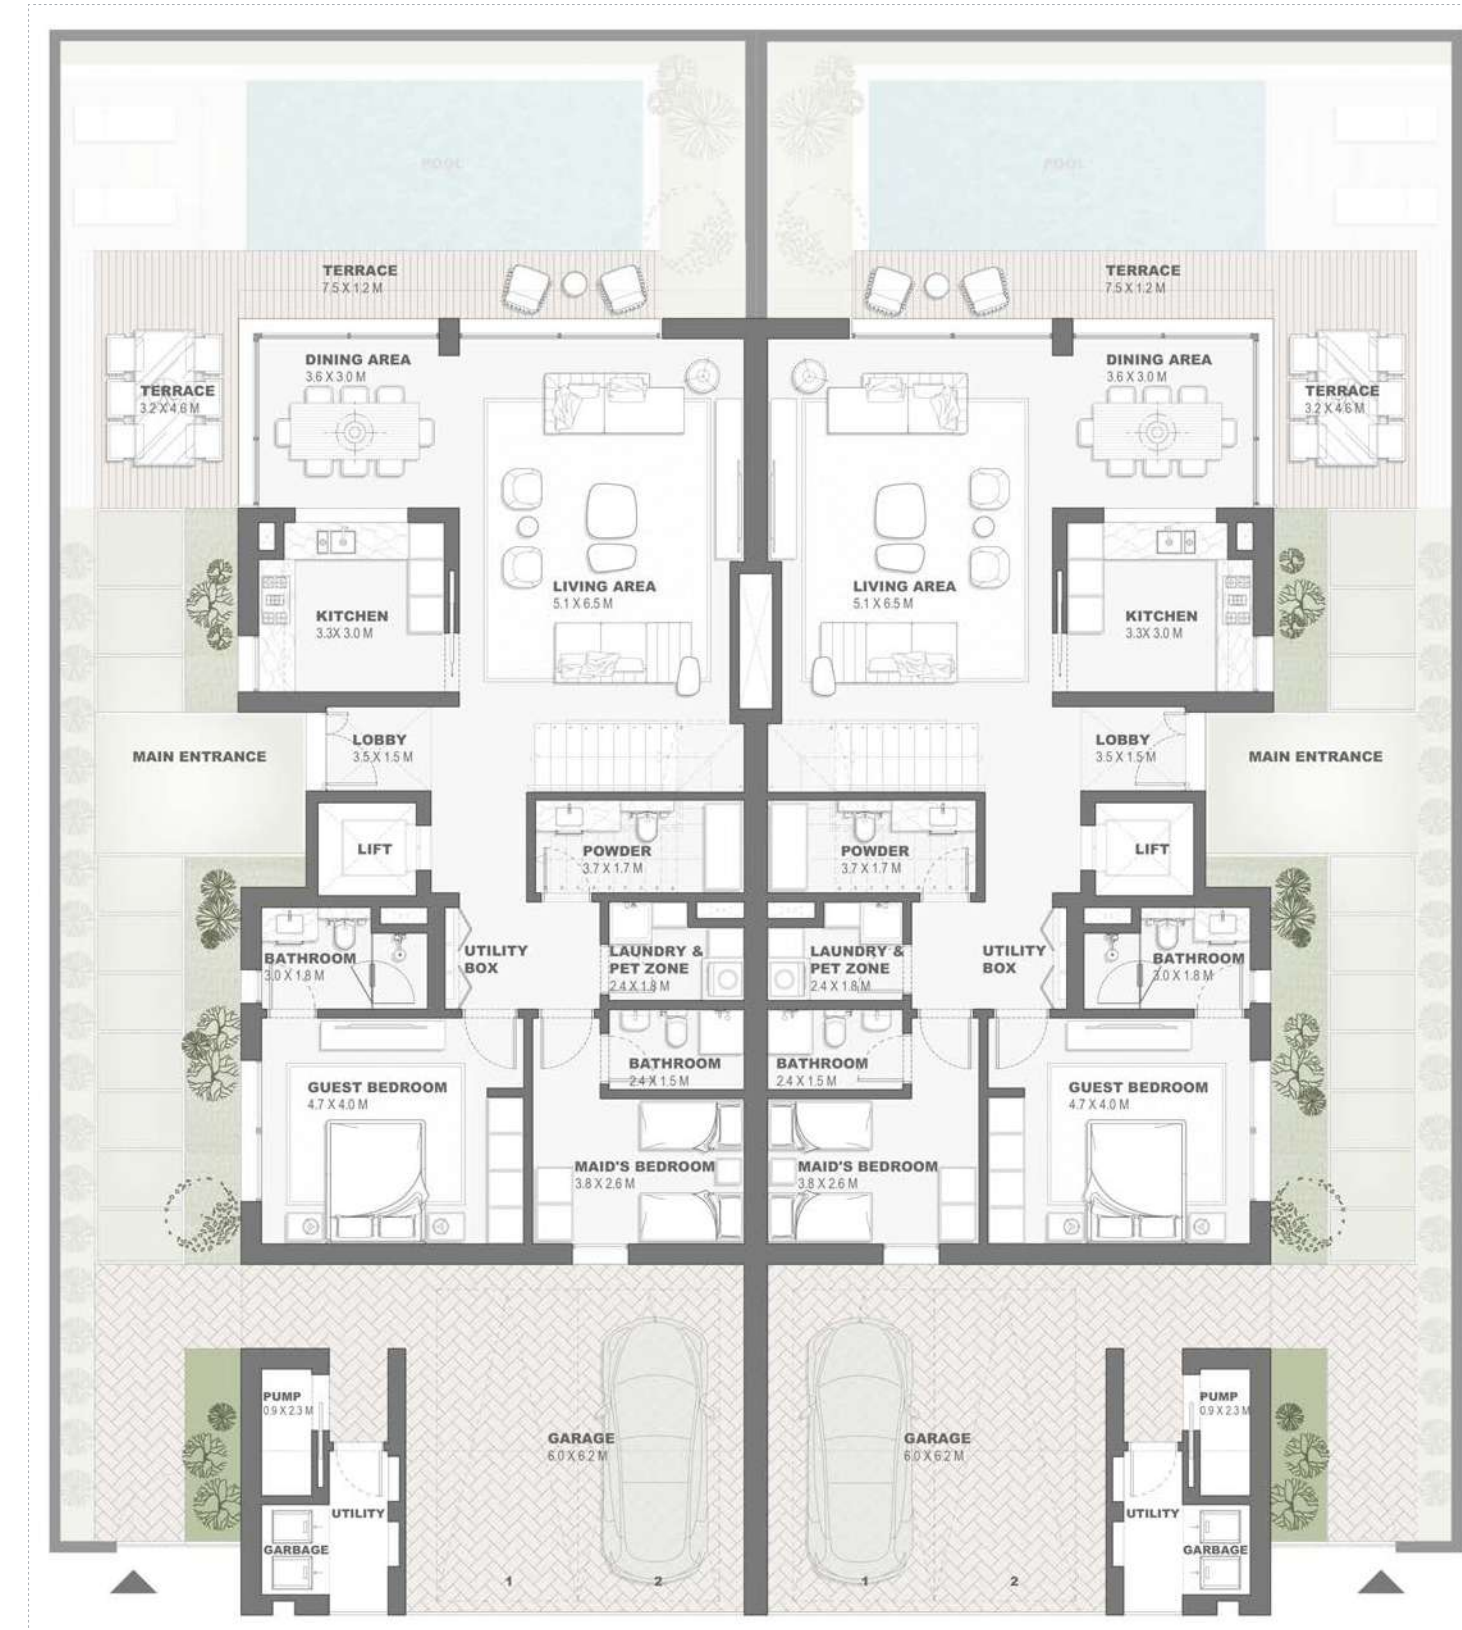 POOL
POOL
TERRACE
7.5 X 1.2 M
TERRACE
7.5 X 1.2 M
DINING AREA
3.6 X 3.0 M
DINING AREA
3.6 X 3.0 M
TERRACE
3.2 X 4.6 M
TERRACE
3.2 X 4.6 M
LIVING AREA
5.1 X 6.5 M
LIVING AREA
5.1 X 6.5 M
KITCHEN
3.3X 3.0 M
KITCHEN
3.3X 3.0 M
LOBBY
3.5 X 1.5 M
LOBBY
3.5 X 1.5 M
MAIN ENTRANCE
MAIN ENTRANCE
LIFT
POWDER
3.7 X 1.7 M
POWDER
3.7 X 1.7 M
LIFT
BATHROOM
3.0 X 1.8 M
UTILITY
BOX
LAUNDRY &
PET ZONE
2.4 X 1.8 M
LAUNDRY &
PET ZONE
2.4 X 1.8 M
UTILITY
BOX
BATHROOM
3.0 X 1.8 M
BATHROOM
2.4 X 1.5 M
BATHROOM
2.4 X 1.5 M
GUEST BEDROOM
4.7 X 4.0 M
GUEST BEDROOM
4.7 X 4.0 M
MAID'S BEDROOM
3.8 X 2.6 M
MAID'S BEDROOM
3.8 X 2.6 M
PUMP
0.9 X 2.3 M
PUMP
0.9 X 2.3 M
GARAGE
6.0 X 6.2 M
GARAGE
6.0 X 6.2 M
UTILITY
UTILITY
GARBAGE
GARBAGE
1
2
1
2